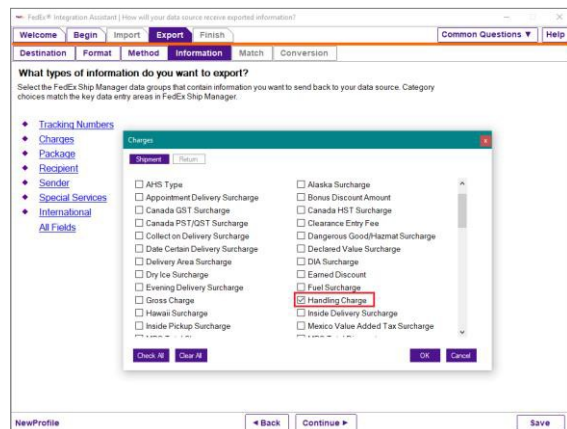 FedEx® Integration Assistant | How will your data source receive exported information?
Welcome Begin Import Export Finish Common Questions ▼ Help
Destination Format Method Information Match Conversion
What types of information do you want to export?
Select the FedEx Ship Manager data groups that contain information you want to send back to your data source. Category
choices match the key data entry areas in FedEx Ship Manager.
Tracking Numbers
Charges
Package
Recipient
Sender
Special Services
International
All Fields
Charges
Shipment Return
AHS Type Alaska Surcharge
Appointment Delivery Surcharge Bonus Discount Amount
Canada GST Surcharge Canada HST Surcharge
Canada PST/QST Surcharge Clearance Entry Fee
Collect on Delivery Surcharge Dangerous Good/Hazmat Surcharge
Date Certain Delivery Surcharge Declared Value Surcharge
Delivery Area Surcharge DIA Surcharge
Dry Ice Surcharge Earned Discount
Evening Delivery Surcharge Fuel Surcharge
Gross Charge Handling Charge
Hawaii Surcharge Inside Delivery Surcharge
Inside Pickup Surcharge Mexico Value Added Tax Surcharge
Check All Clear All OK Cancel
NewProfile ◄ Back Continue ► Save